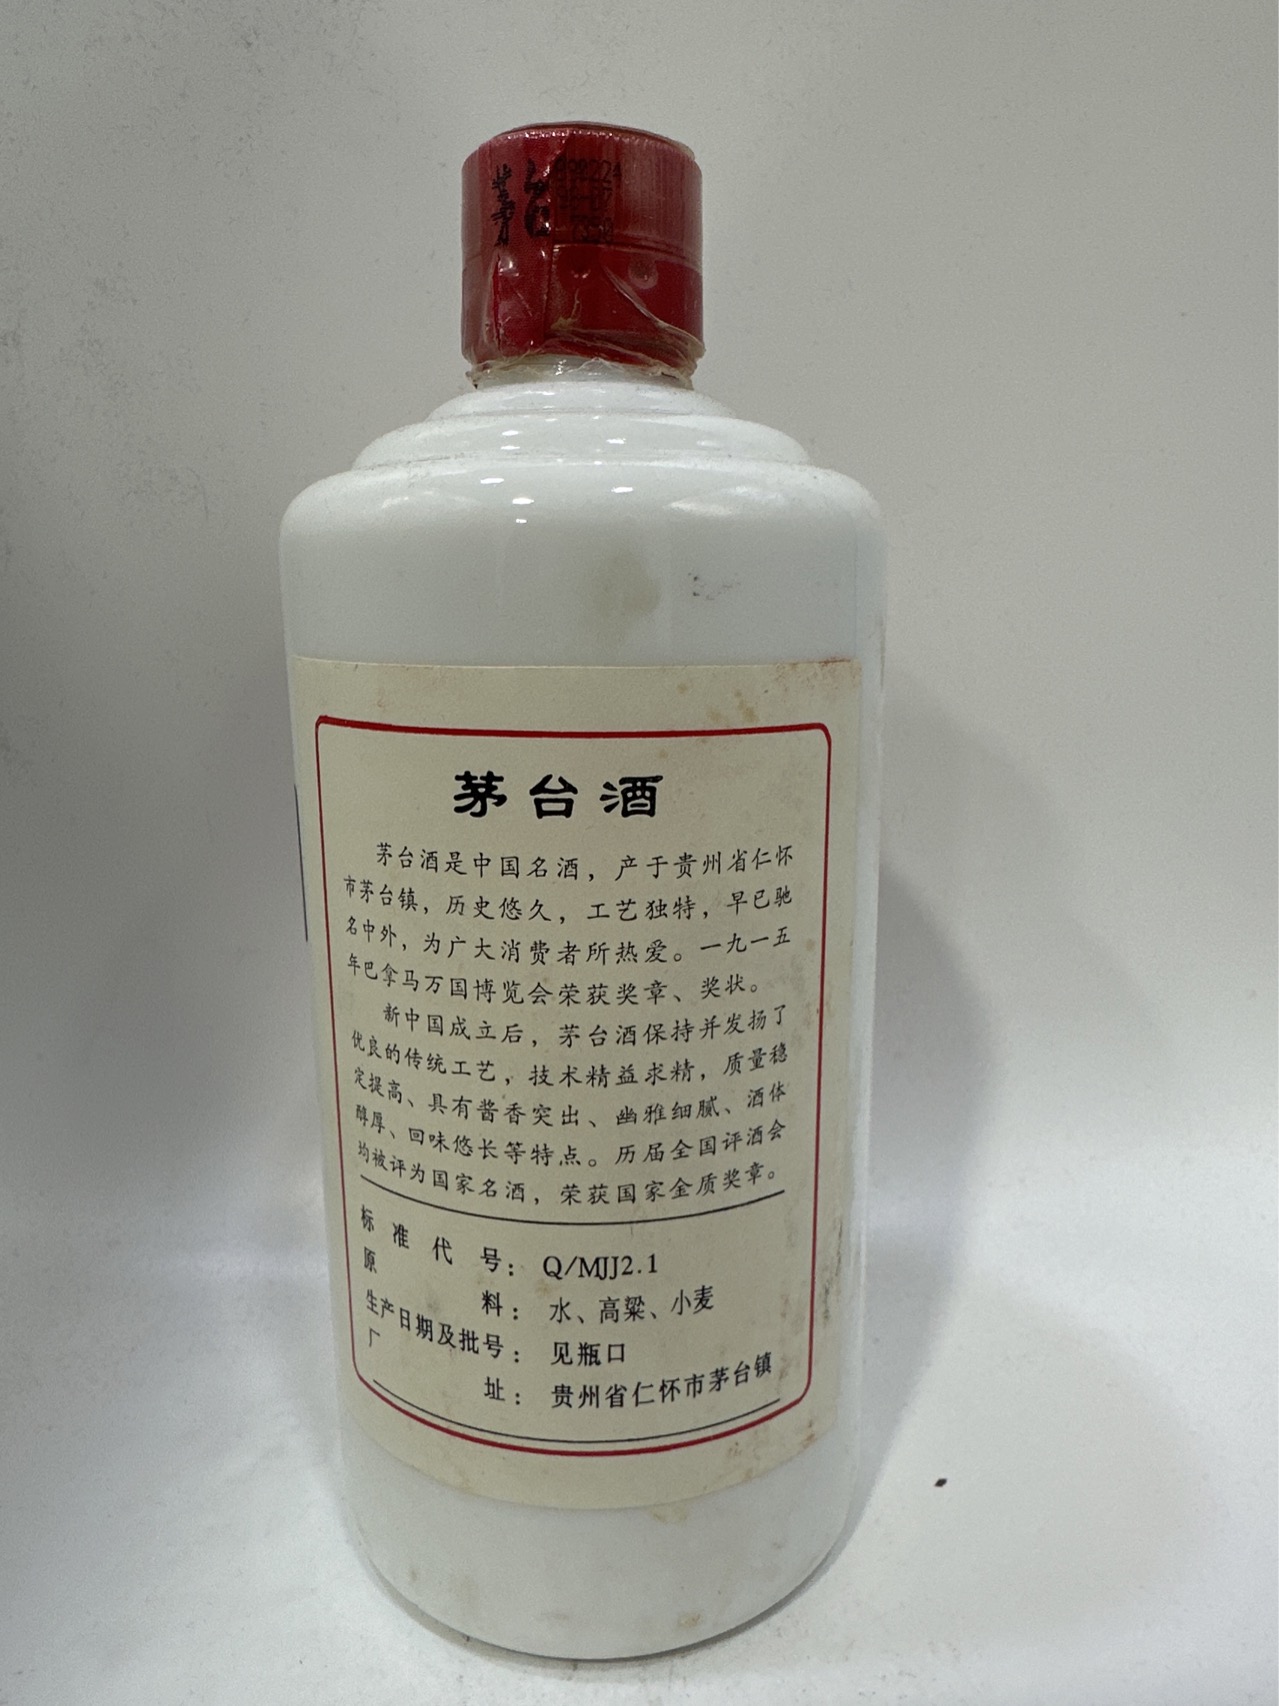 茅台
茅台酒
茅台酒是中国名酒，产于贵州省仁怀
市茅台镇，历史悠久，工艺独特，早已驰
名中外，为广大消费者所热爱。一九一五
年巴拿马万国博览会荣获奖章、奖状。
新中国成立后，茅台酒保持并发扬了
优良的传统工艺，技术精益求精，质量稳
定提高、具有酱香突出、幽雅细腻、酒体
醇厚、回味悠长等特点。历届全国评酒会
均被评为国家名酒，荣获国家金质奖章。
标准代号：Q/MJJ2.1
原料：水、高粱、小麦
生产日期及批号：见瓶口
厂址：贵州省仁怀市茅台镇